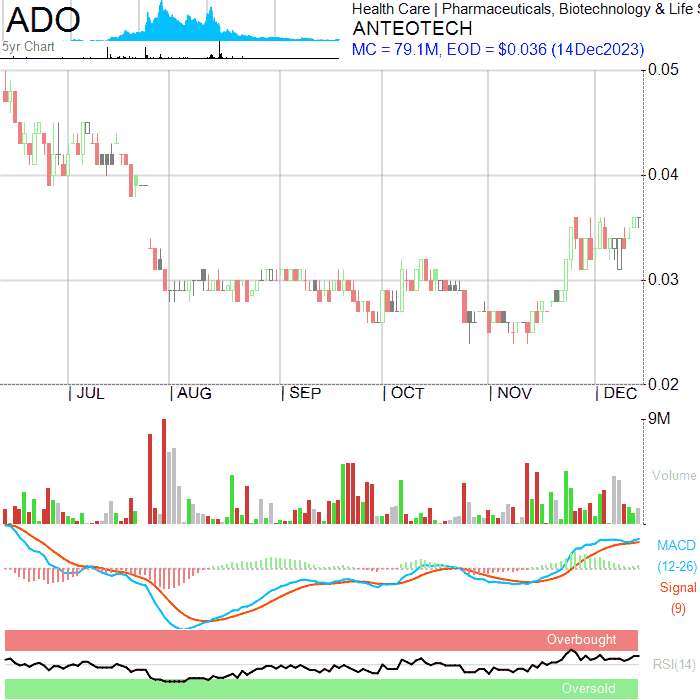 ADO
5yr Chart
Health Care | Pharmaceuticals, Biotechnology & Life S
ANTEOTECH
MC = 79.1M, EOD = $0.036 (14Dec2023)
0.05
0.04
0.03
0.02
JUL AUG SEP OCT NOV DEC
9M
Volume
MACD
(12-26)
Signal
(9)
Overbought
RSI(14)
Oversold